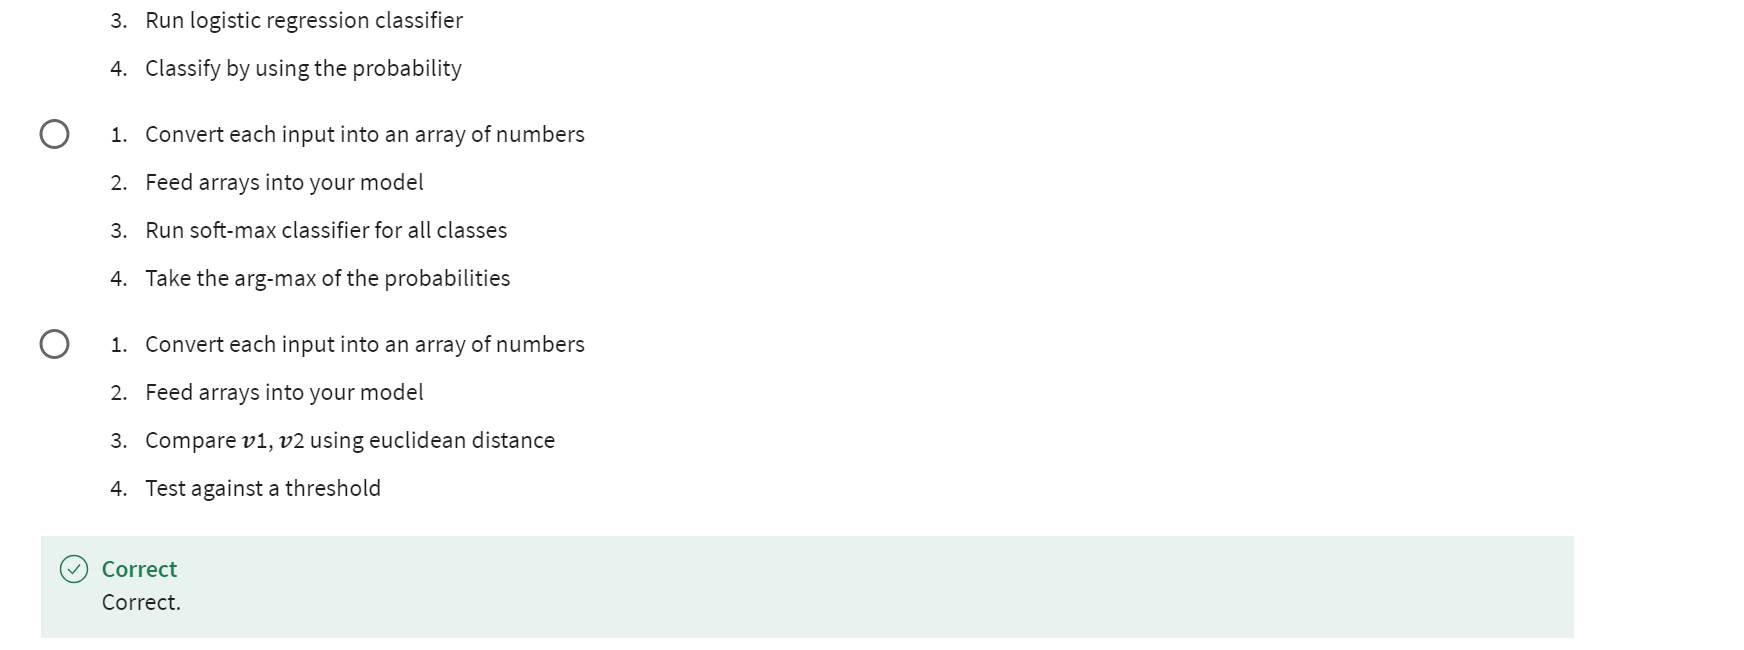 3. Run logistic regression classifier
4. Classify by using the probability
1. Convert each input into an array of numbers
2. Feed arrays into your model
3. Run soft-max classifier for all classes
4. Take the arg-max of the probabilities
1. Convert each input into an array of numbers
2. Feed arrays into your model
3. Compare v1, v2 using euclidean distance
4. Test against a threshold
Correct
Correct.